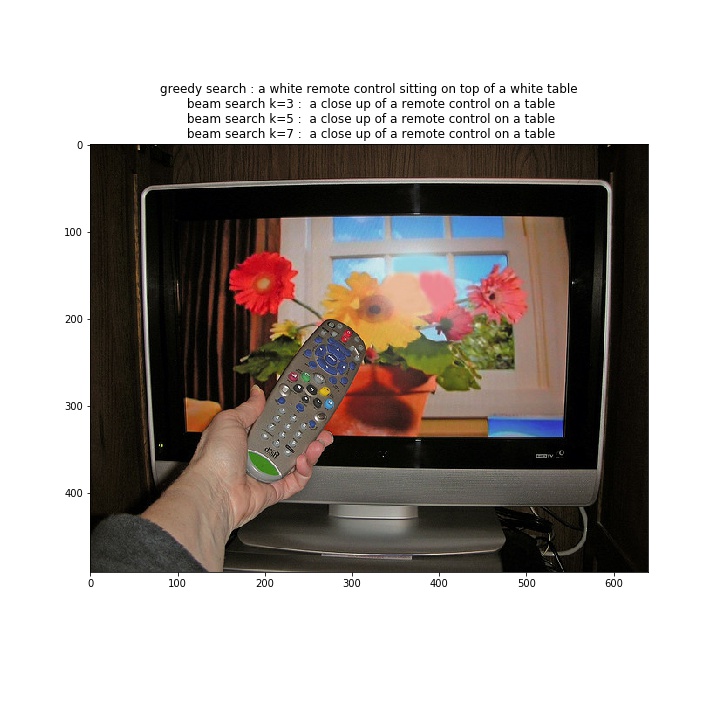 greedy search : a white remote control sitting on top of a white table
beam search k=3 :  a close up of a remote control on a table
beam search k=5 :  a close up of a remote control on a table
beam search k=7 :  a close up of a remote control on a table
0
100
200
300
400
0
100
200
300
400
500
600
dish